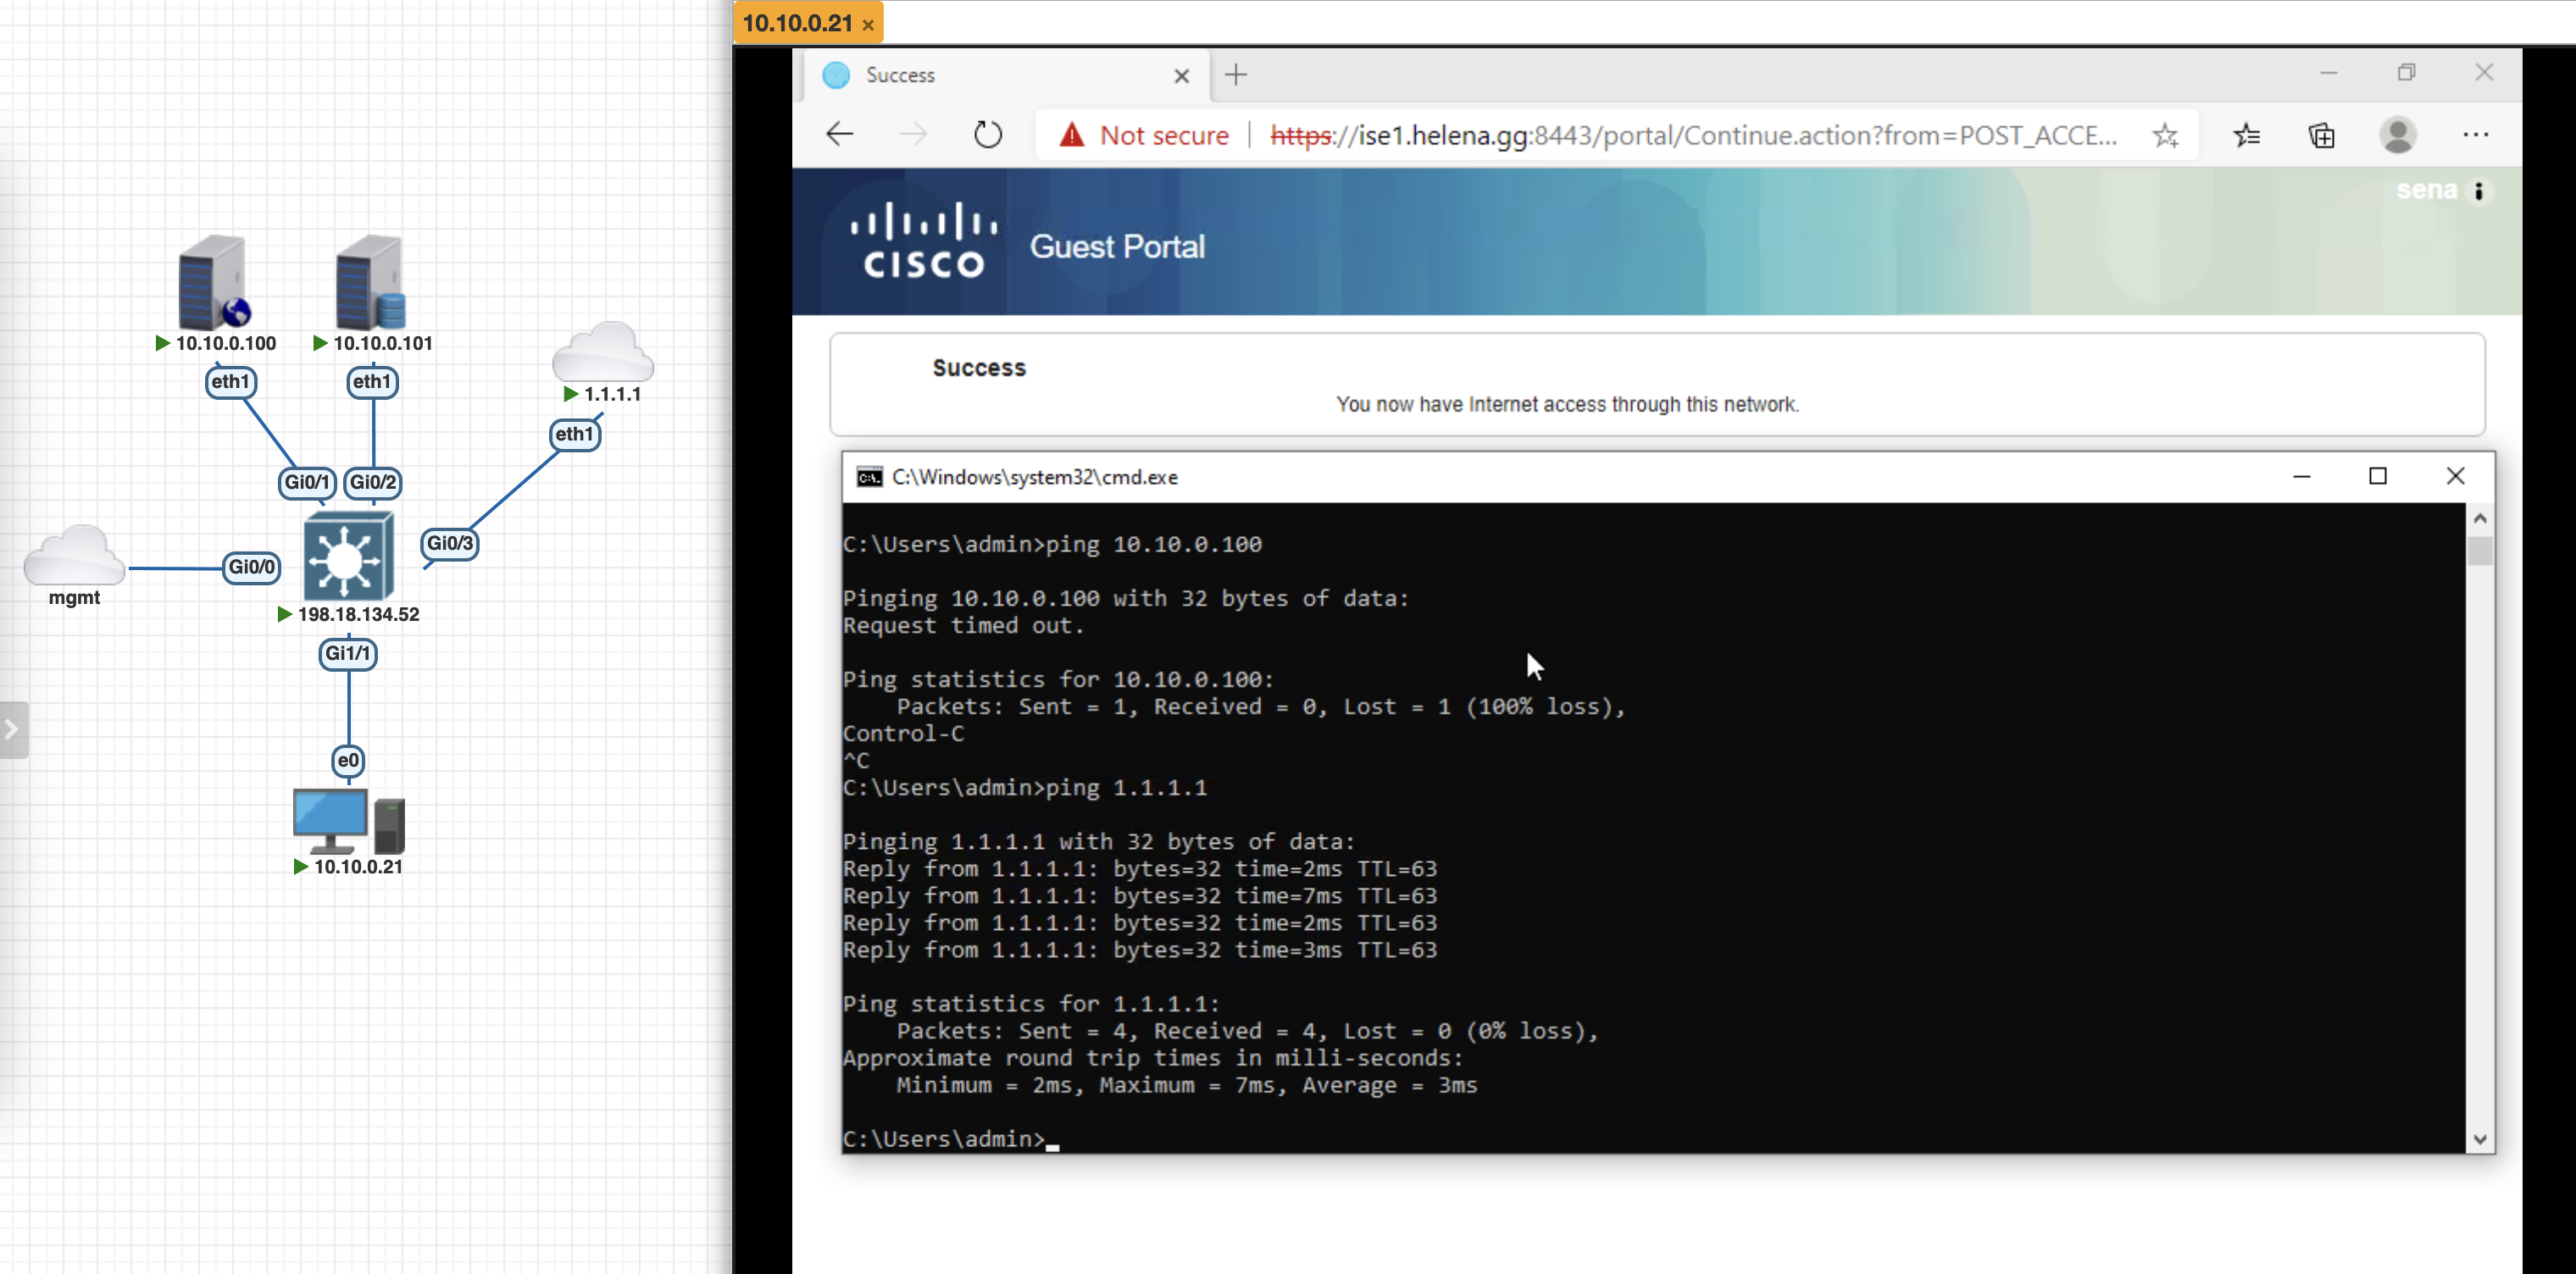 10.10.0.21 ×
Success
Not secure | https://ise1.helena.gg:8443/portal/Continue.action?from=POST_ACCE...
CISCO
Guest Portal
sena
Success
You now have Internet access through this network.
10.10.0.100
10.10.0.101
eth1
eth1
1.1.1.1
eth1
Gi0/1
Gi0/2
Gi0/3
Gi0/0
mgmt
198.18.134.52
Gi1/1
e0
10.10.0.21
C:\Windows\system32\cmd.exe
C:\Users\admin>ping 10.10.0.100
Pinging 10.10.0.100 with 32 bytes of data:
Request timed out.
Ping statistics for 10.10.0.100:
Packets: Sent = 1, Received = 0, Lost = 1 (100% loss),
Control-C
^C
C:\Users\admin>ping 1.1.1.1
Pinging 1.1.1.1 with 32 bytes of data:
Reply from 1.1.1.1: bytes=32 time=2ms TTL=63
Reply from 1.1.1.1: bytes=32 time=7ms TTL=63
Reply from 1.1.1.1: bytes=32 time=2ms TTL=63
Reply from 1.1.1.1: bytes=32 time=3ms TTL=63
Ping statistics for 1.1.1.1:
Packets: Sent = 4, Received = 4, Lost = 0 (0% loss),
Approximate round trip times in milli-seconds:
Minimum = 2ms, Maximum = 7ms, Average = 3ms
C:\Users\admin>